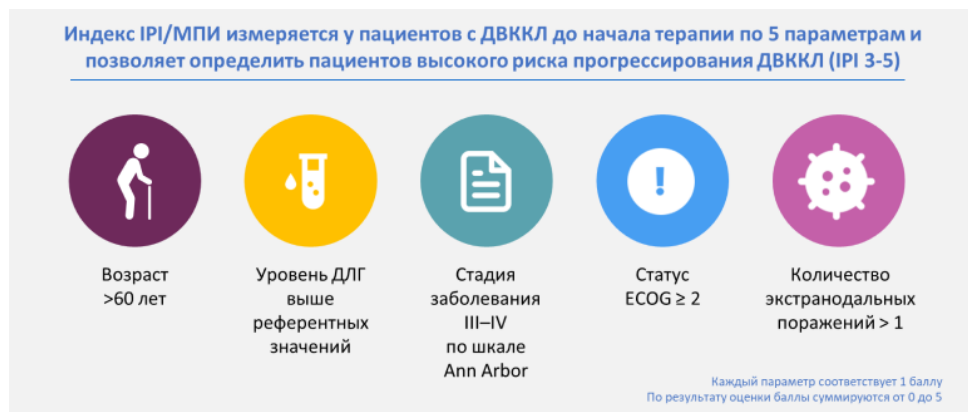 Индекс IPI/МПИ измеряется у пациентов с ДВККЛ до начала терапии по 5 параметрам и
позволяет определить пациентов высокого риска прогрессирования ДВККЛ (IPI 3-5)
!
Возраст
>60 лет
Уровень ДЛГ
выше
референтных
значений
Стадия
заболевания
III–IV
по шкале
Ann Arbor
Статус
ECOG ≥ 2
Количество
экстранодальных
поражений > 1
Каждый параметр соответствует 1 баллу
По результату оценки баллы суммируются от 0 до 5